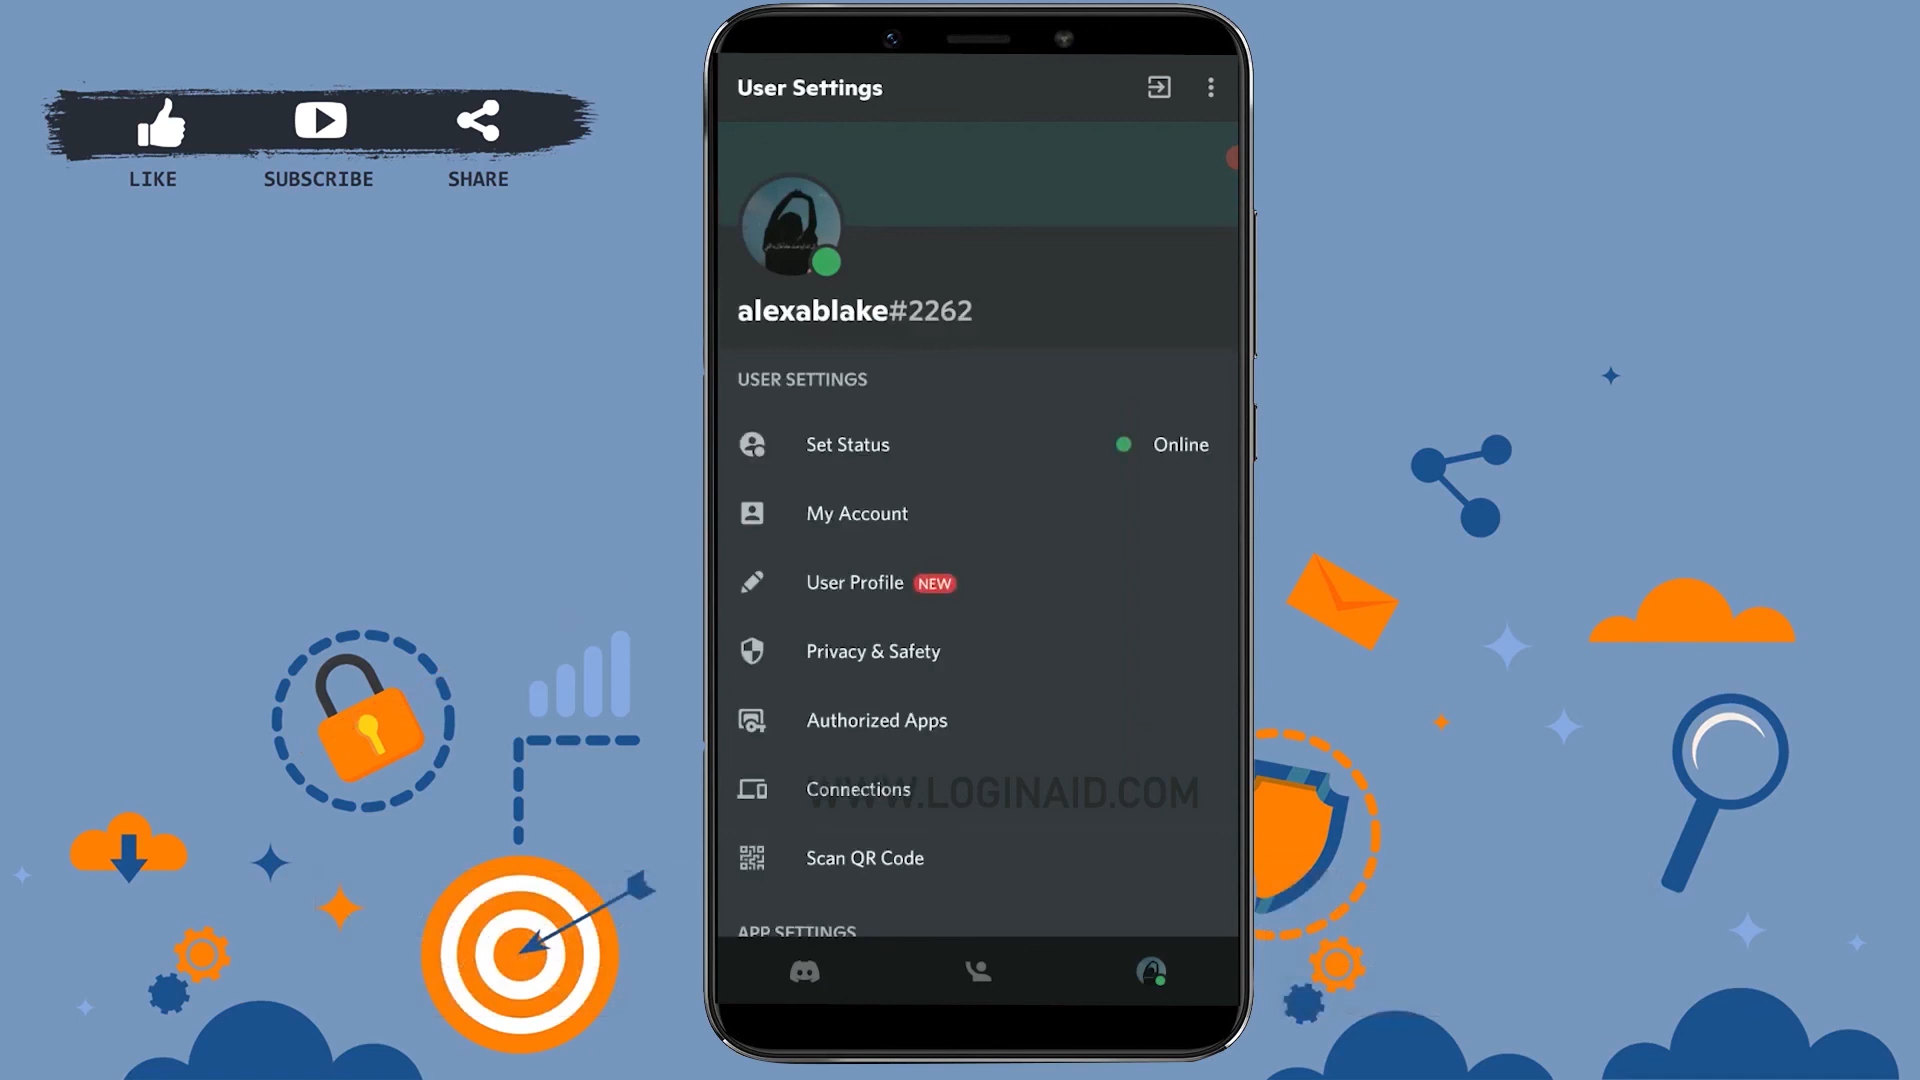 LIKE SUBSCRIBE SHARE
User Settings
alexablake#2262
USER SETTINGS
Set Status Online
My Account
User Profile NEW
Privacy & Safety
Authorized Apps
Connections
WWW.LOGINAID.COM
Scan QR Code
APP SETTINGS